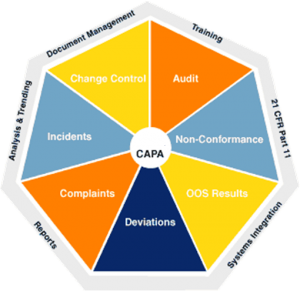 Document Management
Training
Change Control
Audit
Analysis & Trending
21 CFR Part 11
Incidents
Non-Conformance
CAPA
Complaints
OOS Results
Deviations
Reports
Systems Integration